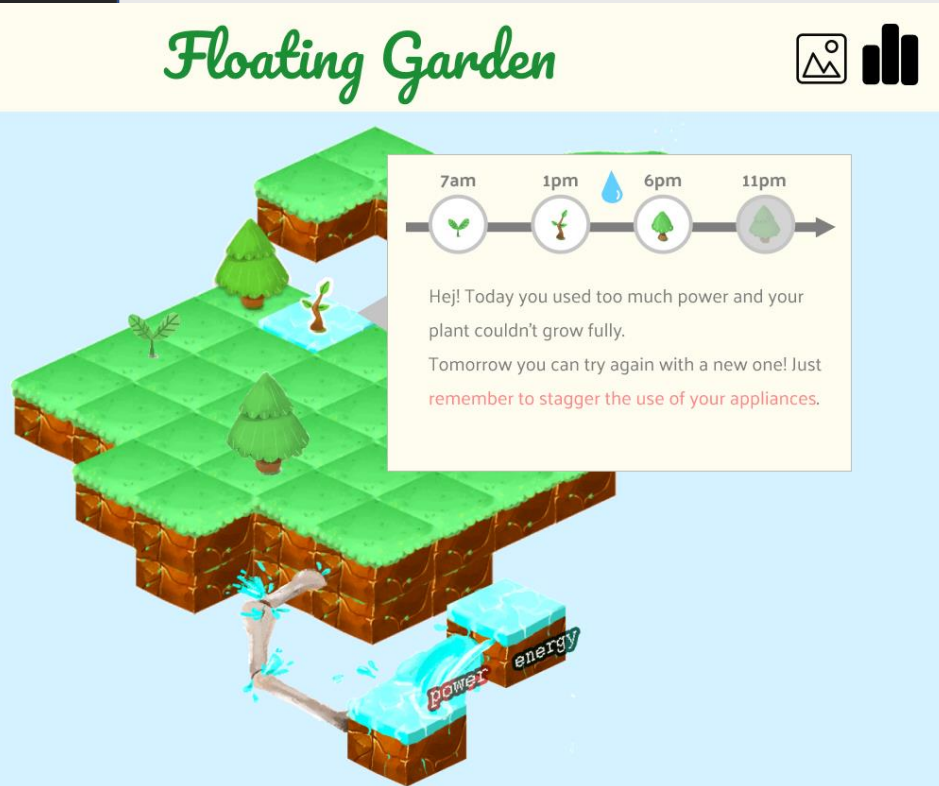 Floating Garden
7am 1pm 6pm 11pm
Hej! Today you used too much power and your
plant couldn't grow fully.
Tomorrow you can try again with a new one! Just
remember to stagger the use of your appliances.
energy
power